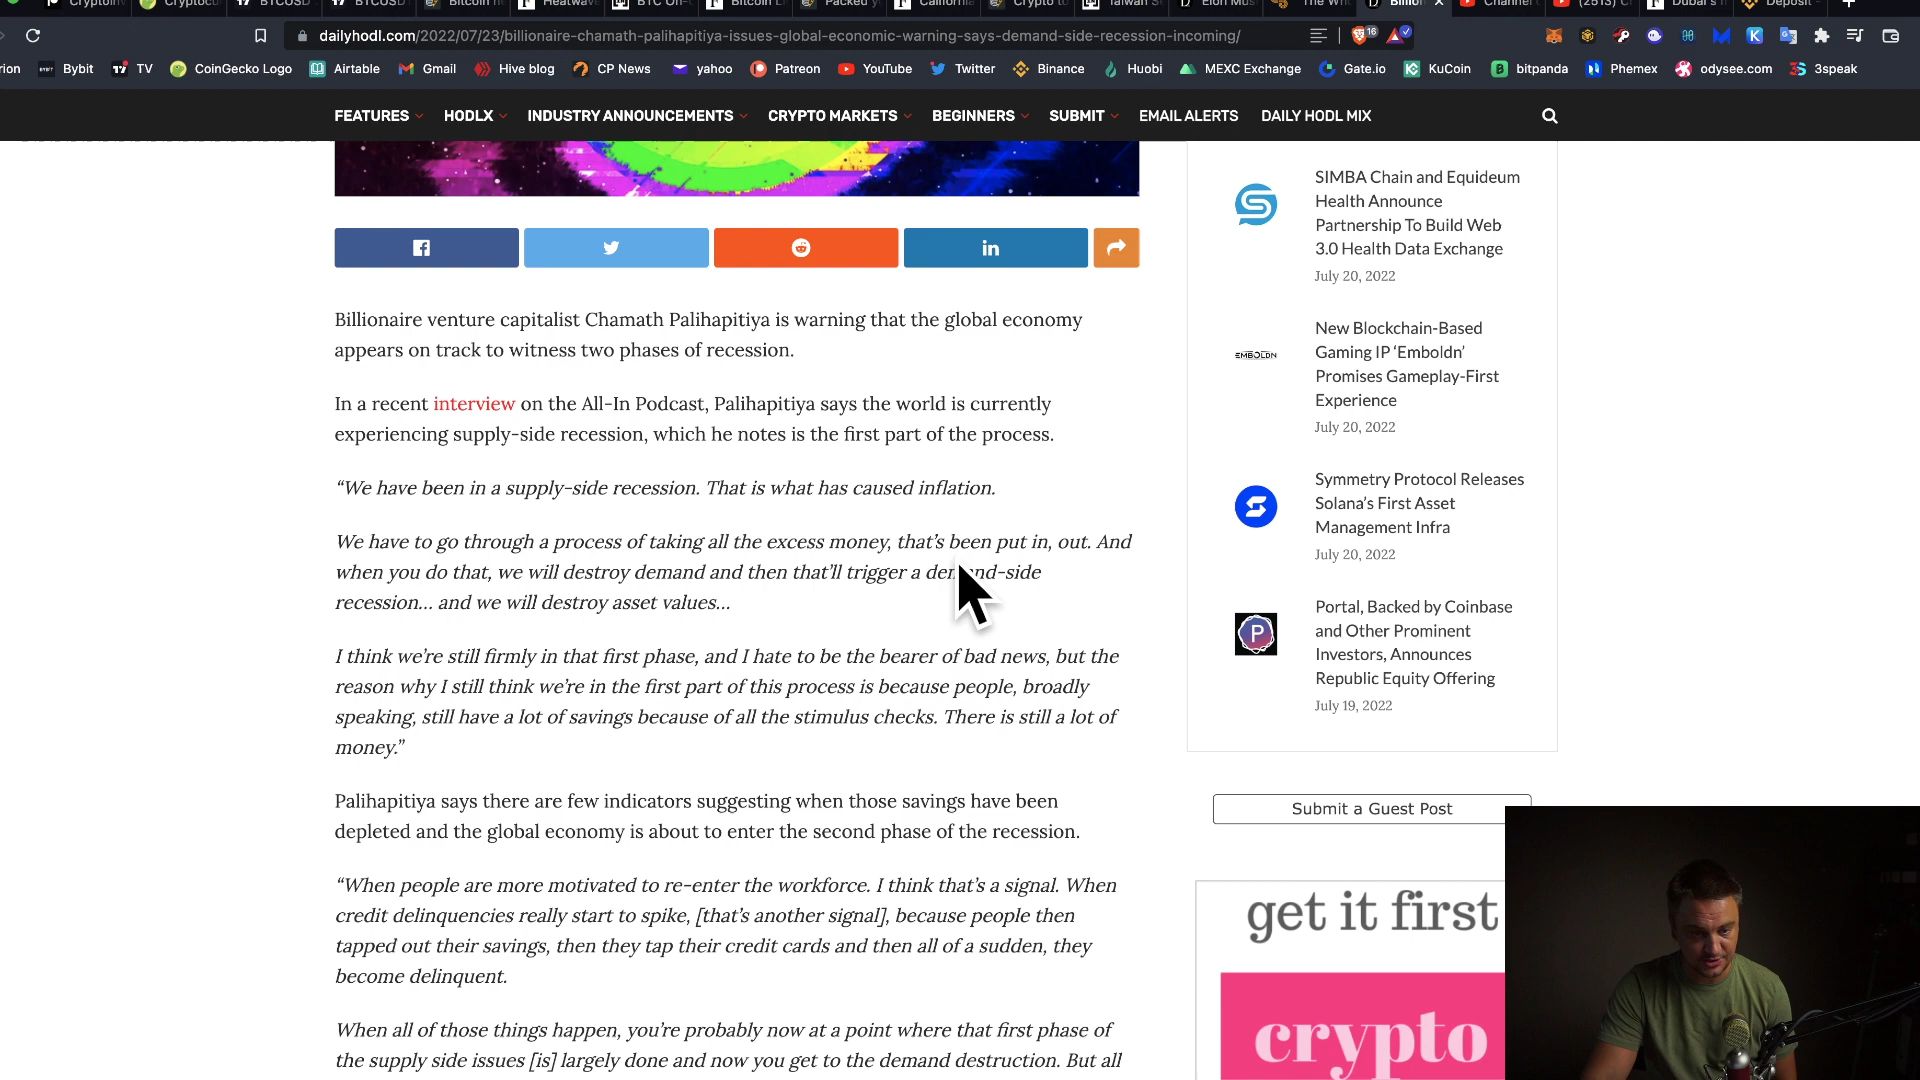 dailyhodl.com/2022/07/23/billionaire-chamath-palihapitiya-issues-global-economic-warning-says-demand-side-recession-incoming/
16
Bybit
TV
CoinGecko Logo
Airtable
Gmail
Hive blog
CP News
yahoo
Patreon
YouTube
Twitter
Binance
Huobi
MEXC Exchange
Gate.io
KuCoin
bitpanda
Phemex
odysee.com
3speak
FEATURES
HODLX
INDUSTRY ANNOUNCEMENTS
CRYPTO MARKETS
BEGINNERS
SUBMIT
EMAIL ALERTS
DAILY HODL MIX
Billionaire venture capitalist Chamath Palihapitiya is warning that the global economy
appears on track to witness two phases of recession.
In a recent interview on the All-In Podcast, Palihapitiya says the world is currently
experiencing supply-side recession, which he notes is the first part of the process.
“We have been in a supply-side recession. That is what has caused inflation.
We have to go through a process of taking all the excess money, that’s been put in, out. And
when you do that, we will destroy demand and then that’ll trigger a demand-side
recession… and we will destroy asset values…
I think we’re still firmly in that first phase, and I hate to be the bearer of bad news, but the
reason why I still think we’re in the first part of this process is because people, broadly
speaking, still have a lot of savings because of all the stimulus checks. There is still a lot of
money.”
Palihapitiya says there are few indicators suggesting when those savings have been
depleted and the global economy is about to enter the second phase of the recession.
“When people are more motivated to re-enter the workforce. I think that’s a signal. When
credit delinquencies really start to spike, [that’s another signal], because people then
tapped out their savings, then they tap their credit cards and then all of a sudden, they
become delinquent.
When all of those things happen, you’re probably now at a point where that first phase of
the supply side issues [is] largely done and now you get to the demand destruction. But all
SIMBA Chain and Equideum
Health Announce
Partnership To Build Web
3.0 Health Data Exchange
July 20, 2022
EMBOLDN
New Blockchain-Based
Gaming IP ‘Emboldn’
Promises Gameplay-First
Experience
July 20, 2022
Symmetry Protocol Releases
Solana’s First Asset
Management Infra
July 20, 2022
P
Portal, Backed by Coinbase
and Other Prominent
Investors, Announces
Republic Equity Offering
July 19, 2022
Submit a Guest Post
get it first
crypto